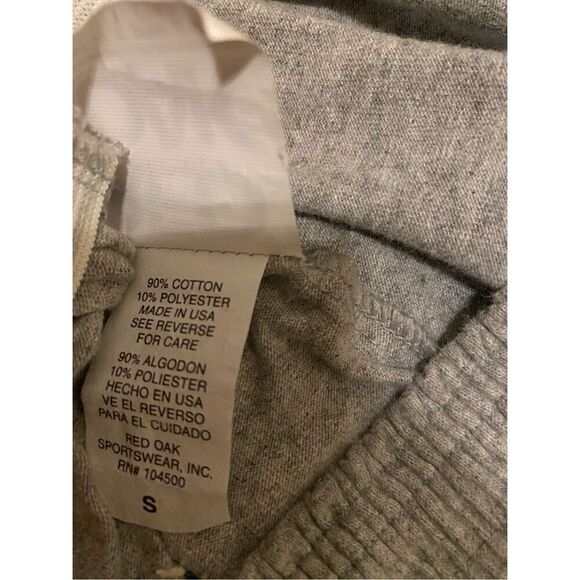 90% COTTON
10% POLYESTER
MADE IN USA
SEE REVERSE
FOR CARE
90% ALGODON
10% POLIESTER
HECHO EN USA
VE EL REVERSO
PARA EL CUIDADO
RED OAK
SPORTSWEAR, INC.
RN# 104500
S